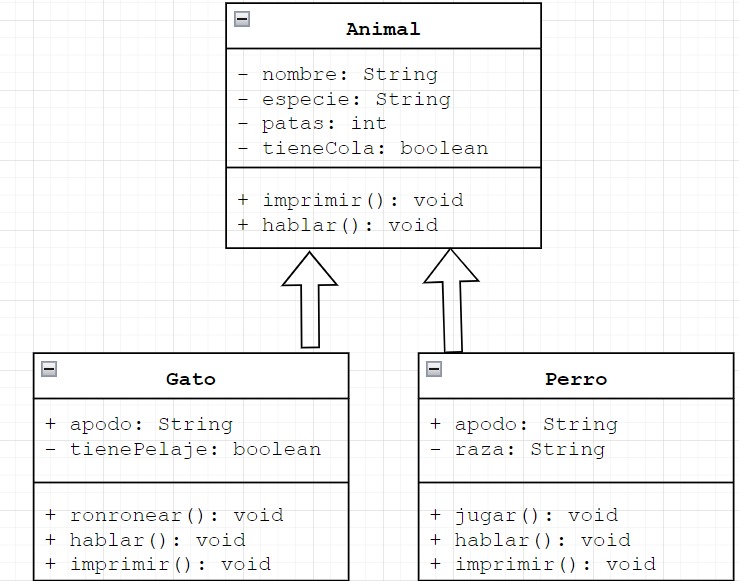 Animal
- nombre: String
- especie: String
- patas: int
- tieneCola: boolean
+ imprimir(): void
+ hablar(): void
Gato
+ apodo: String
- tienePelaje: boolean
+ ronronear(): void
+ hablar(): void
+ imprimir(): void
Perro
+ apodo: String
- raza: String
+ jugar(): void
+ hablar(): void
+ imprimir(): void